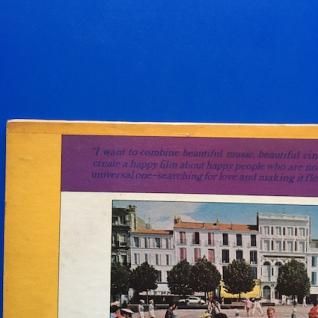 "I want to combine beautiful music, beautiful
create a happy film about happy people who are
universal one-searching for love and making it